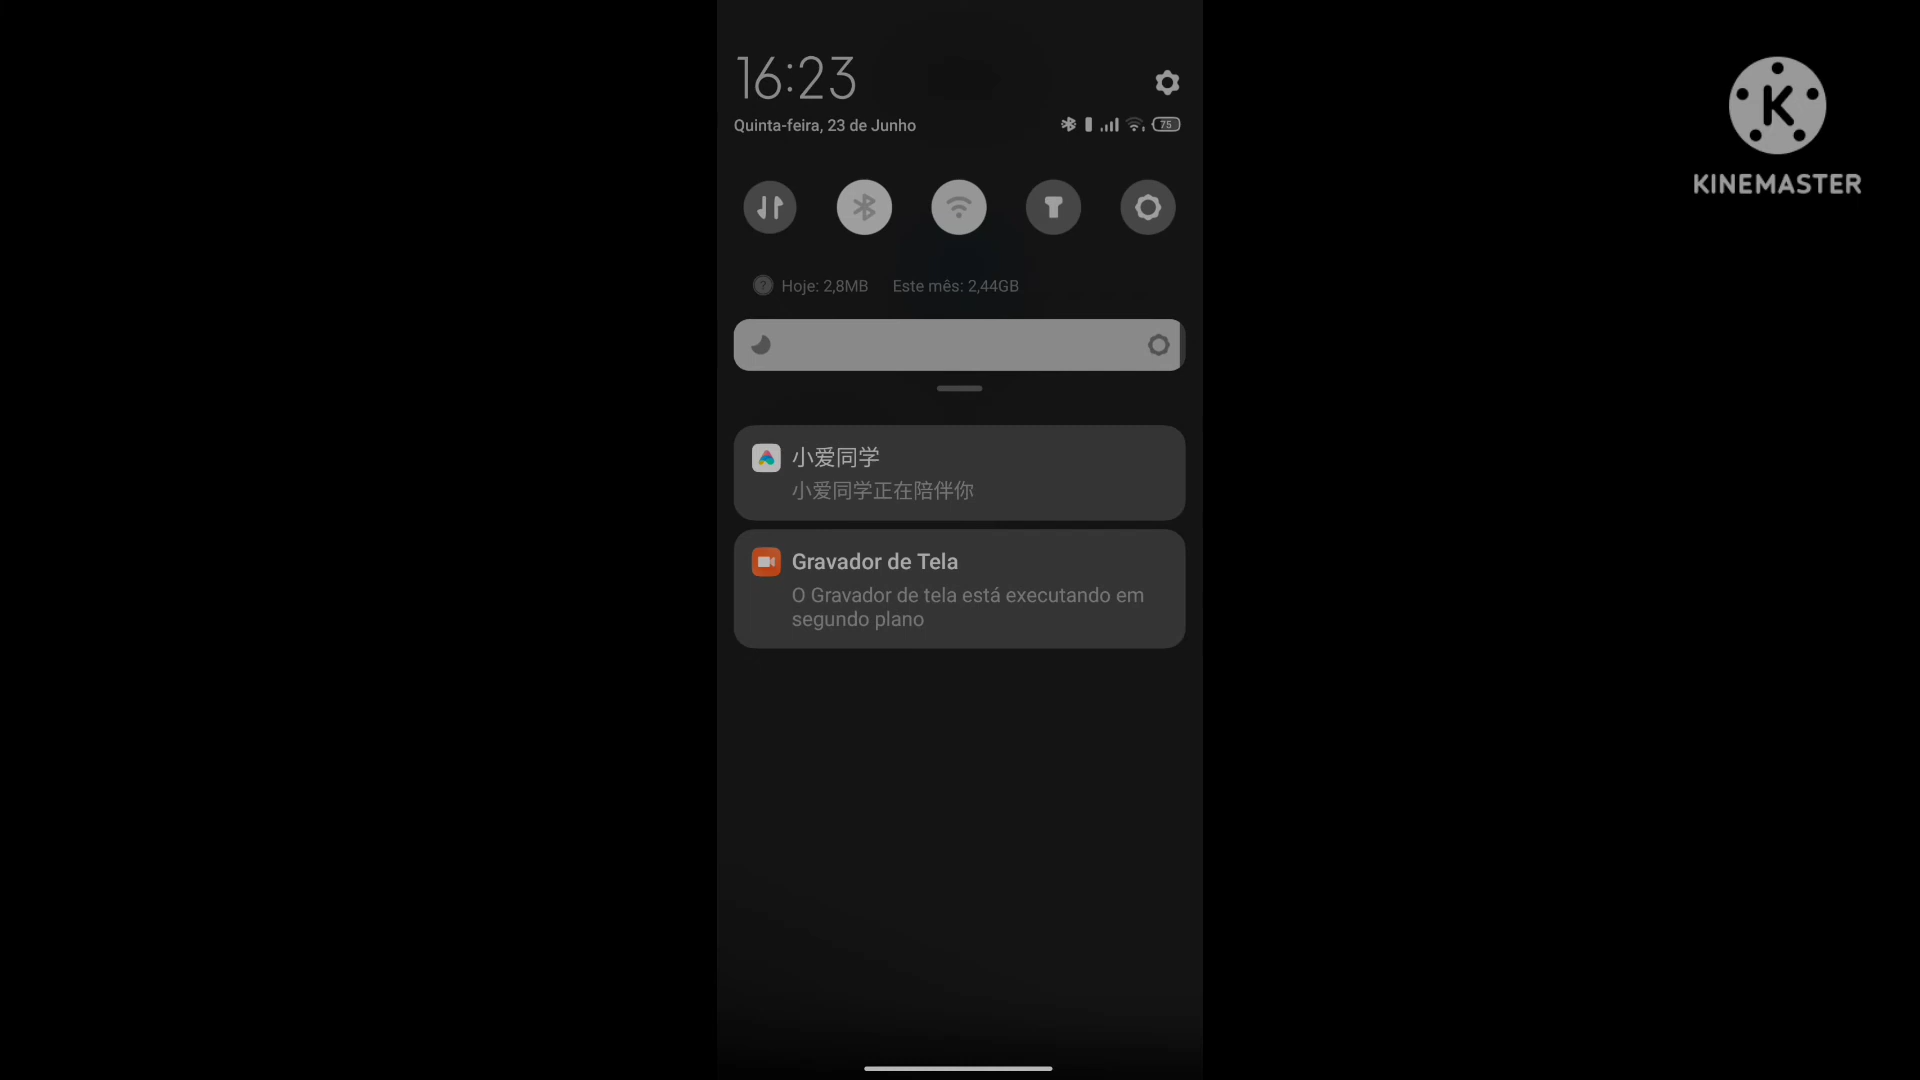 16:23
Quinta-feira, 23 de Junho
75
Hoje: 2,8MB Este mês: 2,44GB
小爱同学
小爱同学正在陪伴你
Gravador de Tela
O Gravador de tela está executando em
segundo plano
K
KINEMASTER